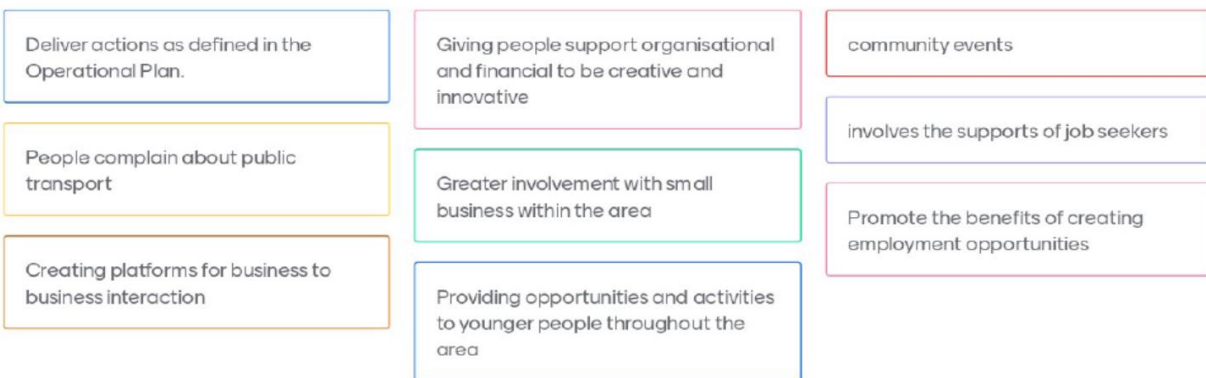 Deliver actions as defined in the
Operational Plan.
People complain about public
transport
Creating platforms for business to
business interaction
Giving people support organisational
and financial to be creative and
innovative
Greater involvement with small
business within the area
Providing opportunities and activities
to younger people throughout the
area
community events
involves the supports of job seekers
Promote the benefits of creating
employment opportunities